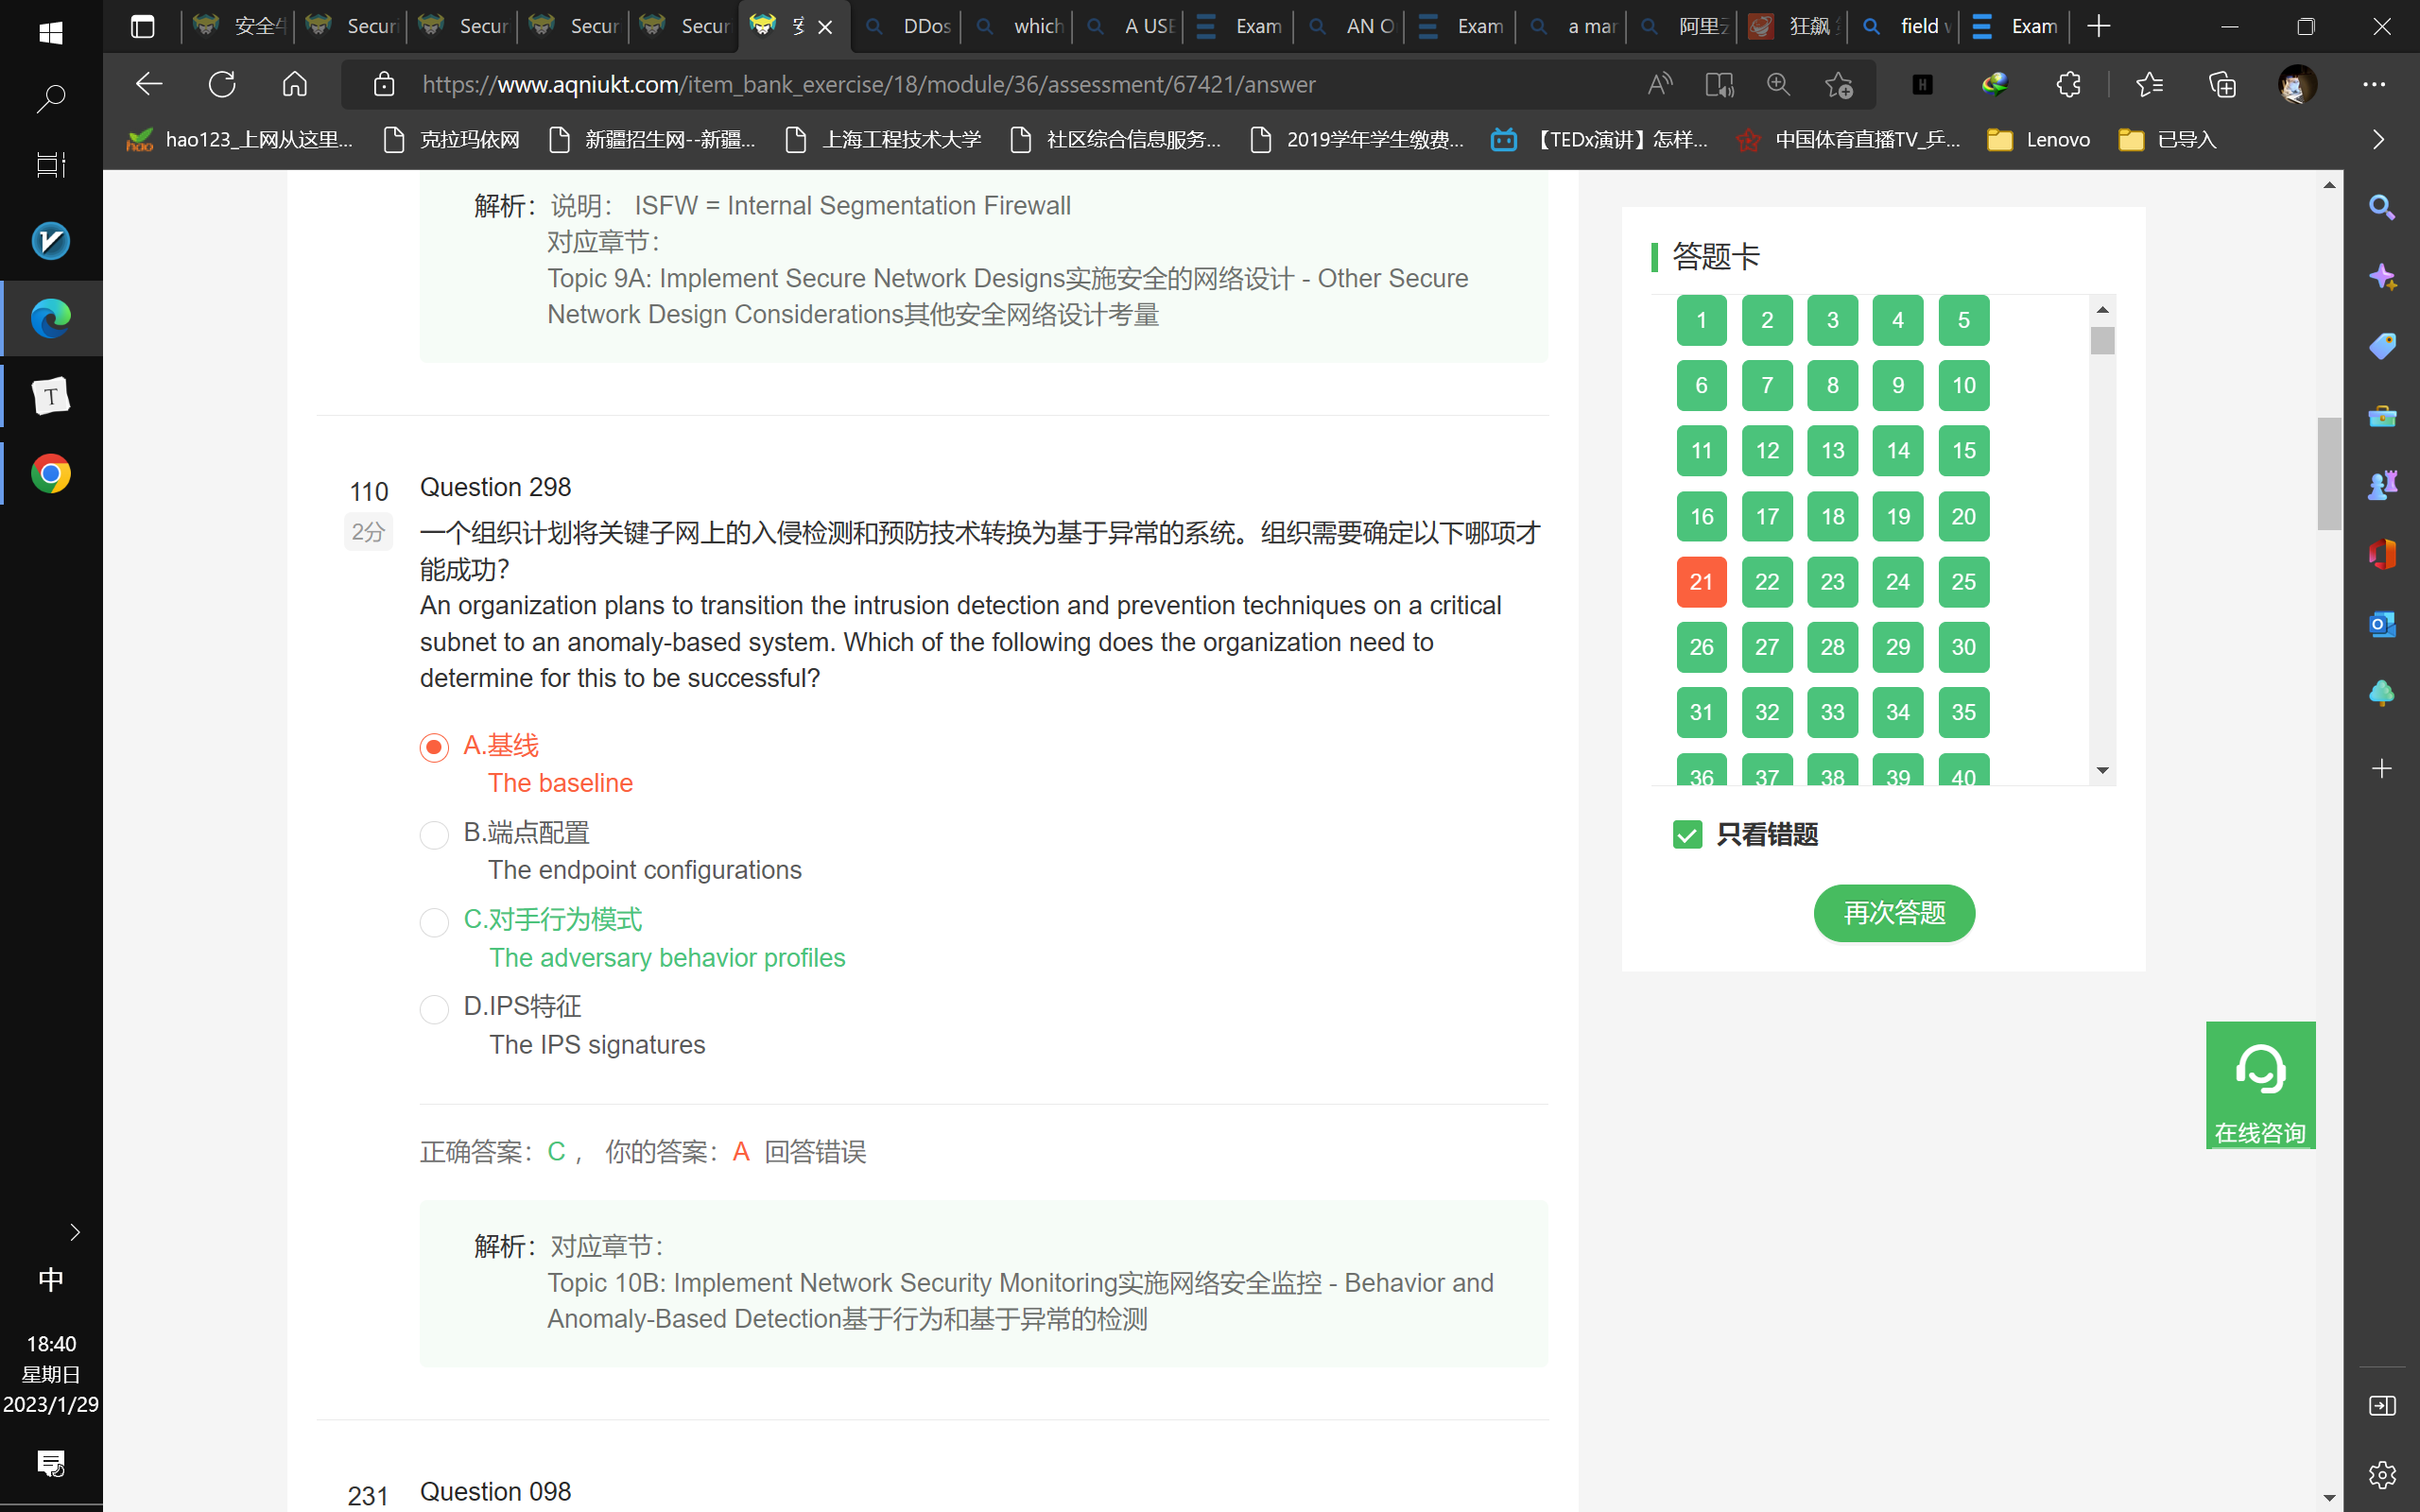 安全牛
Securi
Secur
Secur
Secur
DDos
which
A USE
Exam
AN O
Exam
a mar
阿里云
狂飙
field v
Exam
https://www.aqniukt.com/item_bank_exercise/18/module/36/assessment/67421/answer
hao123_上网从这里...
克拉玛依网
新疆招生网--新疆...
上海工程技术大学
社区综合信息服务...
2019学年学生缴费...
【TEDx演讲】怎样...
中国体育直播TV_乒...
Lenovo
已导入
解析：说明： ISFW = Internal Segmentation Firewall
对应章节：
Topic 9A: Implement Secure Network Designs实施安全的网络设计 - Other Secure
Network Design Considerations其他安全网络设计考量
110
2分
Question 298
一个组织计划将关键子网上的入侵检测和预防技术转换为基于异常的系统。组织需要确定以下哪项才
能成功？
An organization plans to transition the intrusion detection and prevention techniques on a critical
subnet to an anomaly-based system. Which of the following does the organization need to
determine for this to be successful?
A.基线
The baseline
B.端点配置
The endpoint configurations
C.对手行为模式
The adversary behavior profiles
D.IPS特征
The IPS signatures
正确答案：C， 你的答案：A 回答错误
解析：对应章节：
Topic 10B: Implement Network Security Monitoring实施网络安全监控 - Behavior and
Anomaly-Based Detection基于行为和基于异常的检测
231
Question 098
答题卡
1 2 3 4 5
6 7 8 9 10
11 12 13 14 15
16 17 18 19 20
21 22 23 24 25
26 27 28 29 30
31 32 33 34 35
36 37 38 39 40
只看错题
再次答题
在线咨询
中
18:40
星期日
2023/1/29